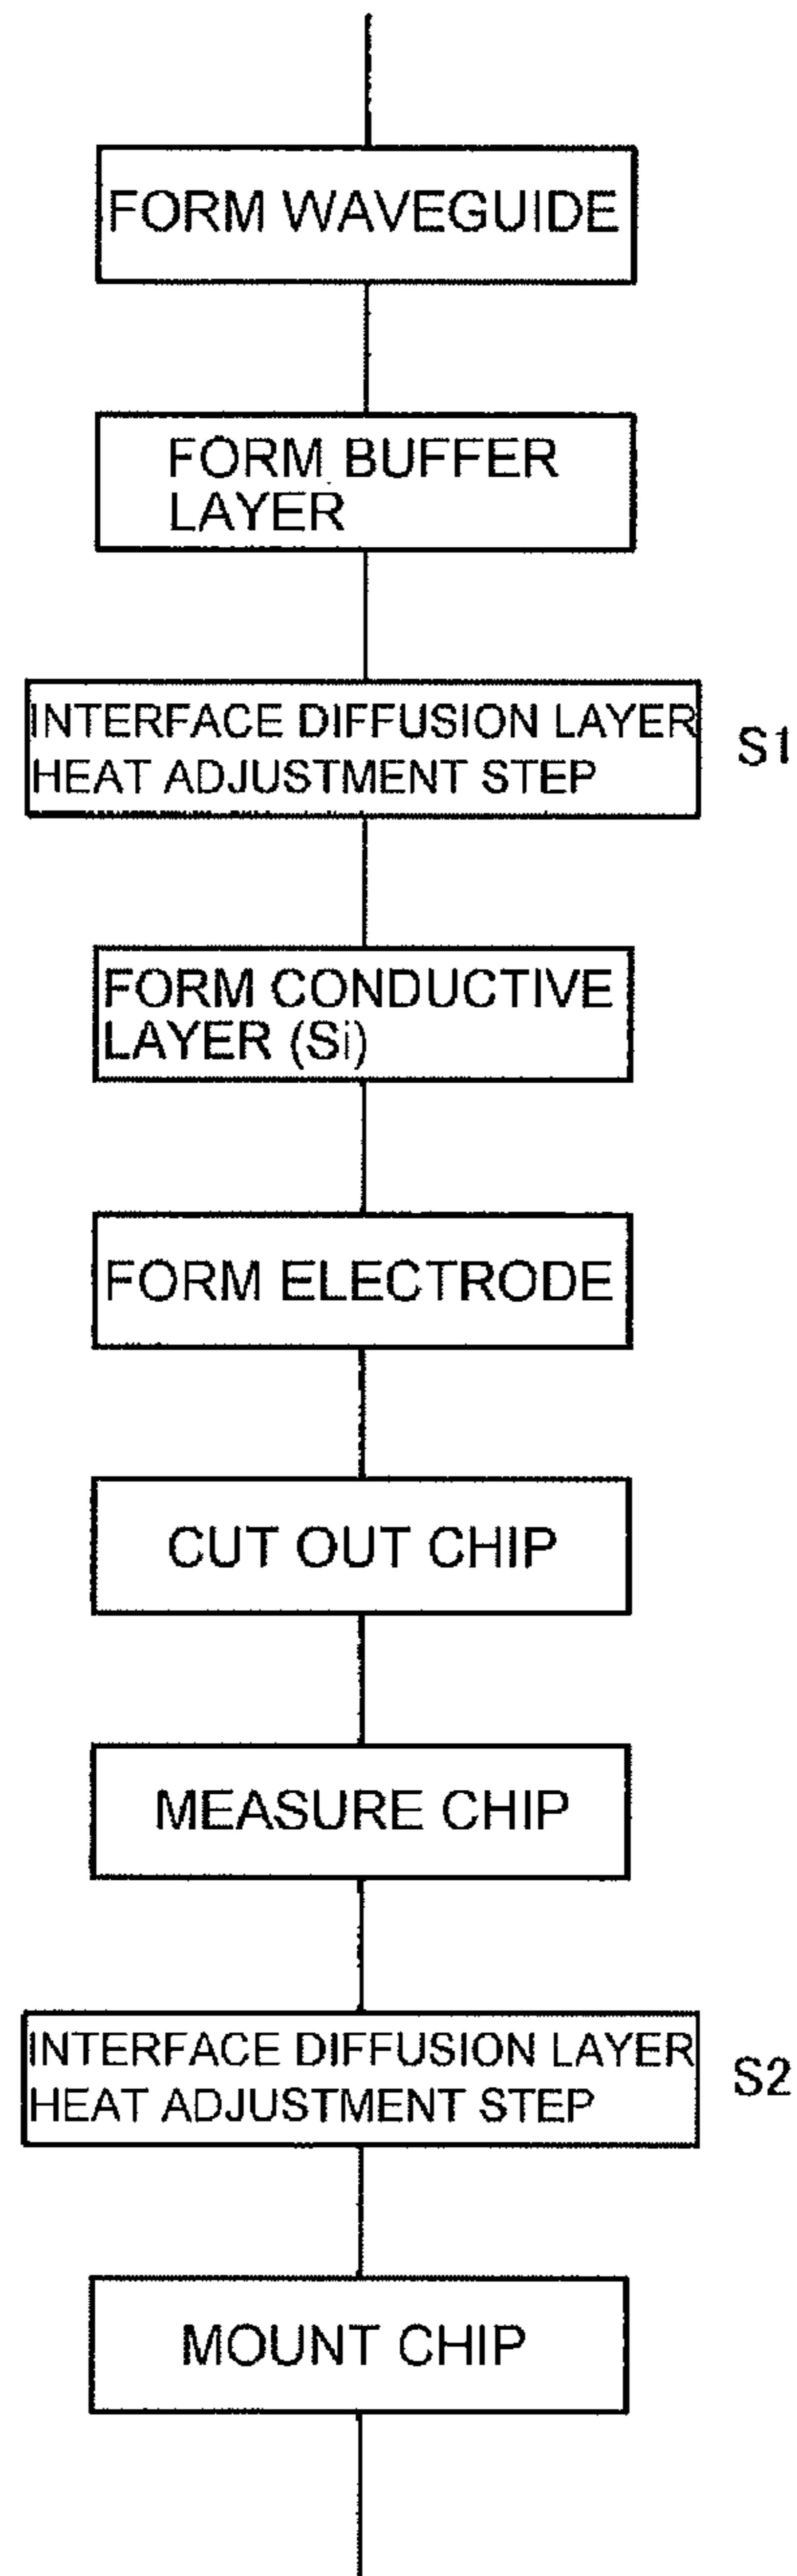 FORM WAVEGUIDE
FORM BUFFER
LAYER
INTERFACE DIFFUSION LAYER
HEAT ADJUSTMENT STEP
S1
FORM CONDUCTIVE
LAYER (Si)
FORM ELECTRODE
CUT OUT CHIP
MEASURE CHIP
INTERFACE DIFFUSION LAYER
HEAT ADJUSTMENT STEP
S2
MOUNT CHIP